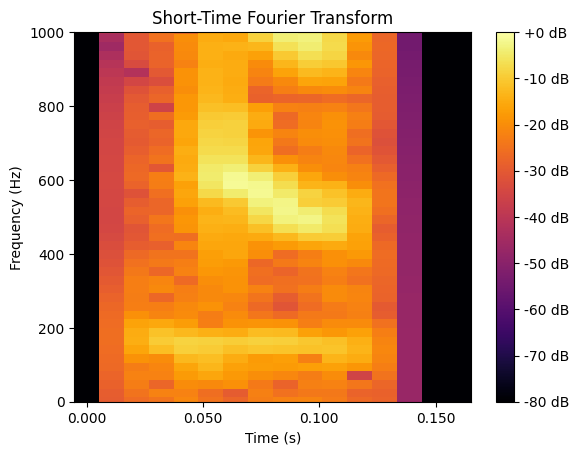 Short-Time Fourier Transform
Frequency (Hz)
1000
800
600
400
200
0
0.000
0.050
0.100
0.150
Time (s)
+0 dB
-10 dB
-20 dB
-30 dB
-40 dB
-50 dB
-60 dB
-70 dB
-80 dB